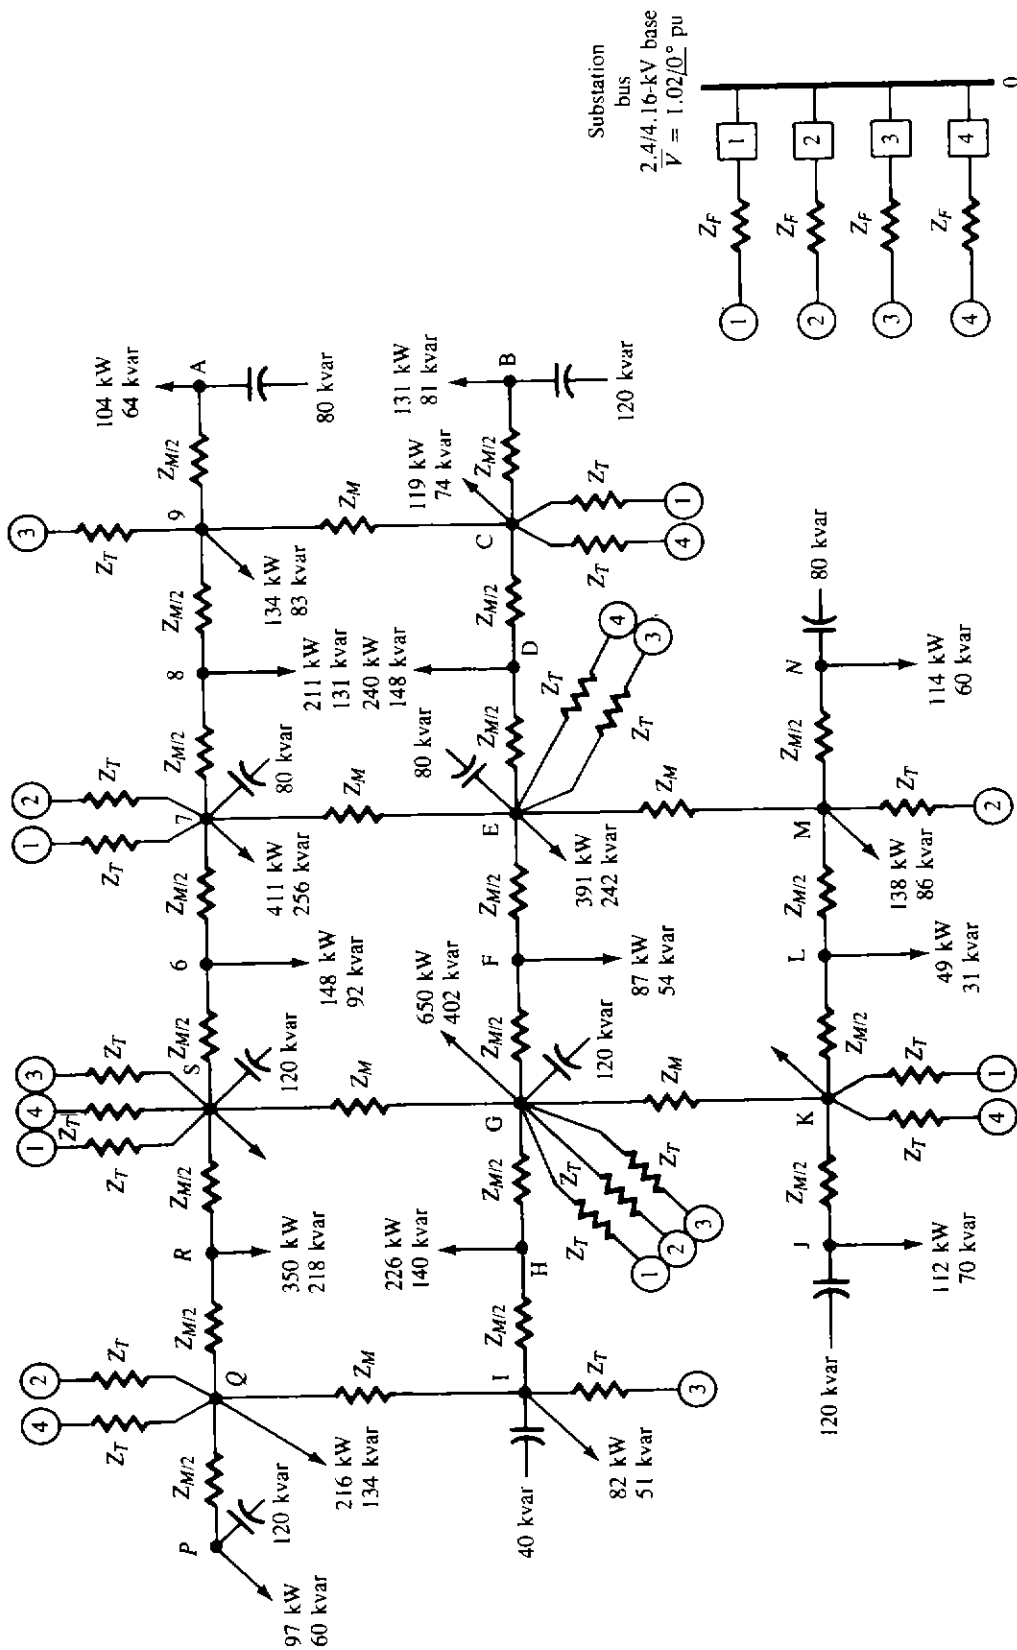 Substation
bus
2.4/4.16-kV base
V = 1.02/0° pu
0
1
2
3
4
Z_F
Z_F
Z_F
Z_F
1
2
3
4
97 kW
60 kvar
P
120 kvar
Z_M/2
4
2
Z_T
Z_T
Q
216 kW
134 kvar
Z_M/2
R
350 kW
218 kvar
Z_M/2
1
4
3
Z_T
Z_T
Z_T
S
120 kvar
Z_M/2
6
148 kW
92 kvar
Z_M/2
1
2
Z_T
Z_T
7
80 kvar
411 kW
256 kvar
Z_M/2
8
211 kW
131 kvar
Z_M/2
3
Z_T
9
134 kW
83 kvar
Z_M/2
A
104 kW
64 kvar
80 kvar
Z_M
Z_M
Z_M
Z_M
40 kvar
I
82 kW
51 kvar
Z_T
3
Z_M/2
H
226 kW
140 kvar
Z_M/2
G
650 kW
402 kvar
120 kvar
Z_T
Z_T
Z_T
1
2
3
Z_M/2
F
87 kW
54 kvar
Z_M/2
E
80 kvar
391 kW
242 kvar
Z_T
Z_T
4
3
Z_M/2
D
240 kW
148 kvar
Z_M/2
C
119 kW
74 kvar
Z_T
Z_T
4
1
Z_M/2
B
131 kW
81 kvar
120 kvar
Z_M
Z_M
120 kvar
J
112 kW
70 kvar
Z_M/2
K
Z_T
Z_T
4
1
Z_M/2
L
49 kW
31 kvar
Z_M/2
M
138 kW
86 kvar
Z_T
2
Z_M/2
N
114 kW
60 kvar
80 kvar